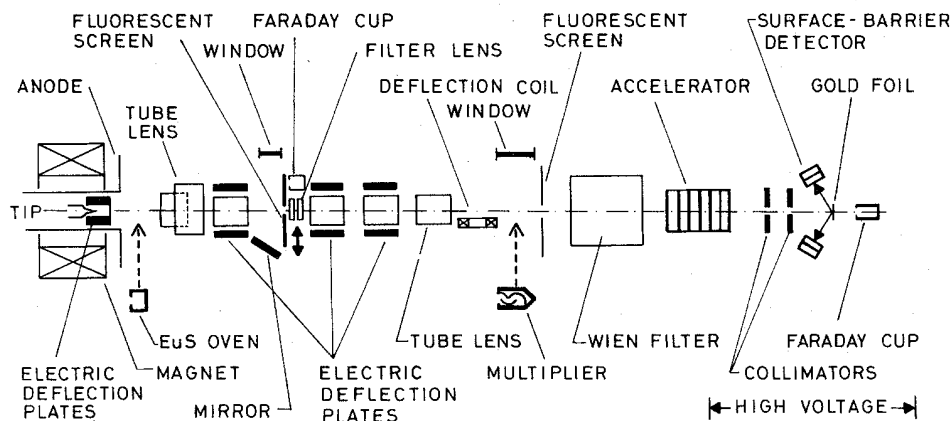 FLUORESCENT
SCREEN
WINDOW
FARADAY CUP
FILTER LENS
FLUORESCENT
SCREEN
DEFLECTION COIL
WINDOW
SURFACE-BARRIER
DETECTOR
ACCELERATOR
GOLD FOIL
ANODE
TUBE
LENS
TIP
EuS OVEN
MAGNET
ELECTRIC
DEFLECTION
PLATES
MIRROR
ELECTRIC
DEFLECTION
PLATES
TUBE LENS
MULTIPLIER
WIEN FILTER
FARADAY CUP
COLLIMATORS
HIGH VOLTAGE